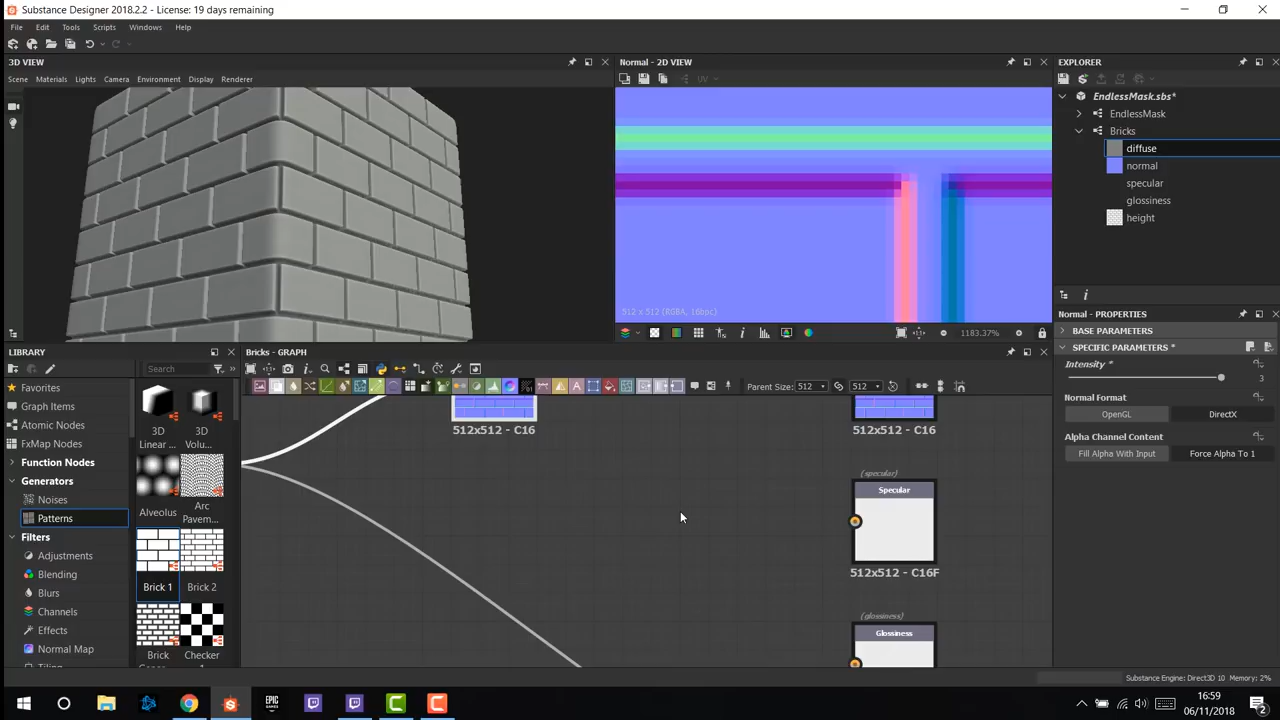 Substance Designer 2018.2.2 - License: 19 days remaining
File Edit Tools Scripts Windows Help
3D VIEW
Scene Materials Lights Camera Environment Display Renderer
Normal - 2D VIEW
UV
512 x 512 (RGBA, 16bpc)
1183.37%
EXPLORER
EndlessMask.sbs*
EndlessMask
Bricks
diffuse
normal
specular
glossiness
height
Normal - PROPERTIES
BASE PARAMETERS
SPECIFIC PARAMETERS *
Intensity *
3
Normal Format
OpenGL DirectX
Alpha Channel Content
Fill Alpha With Input Force Alpha To 1
LIBRARY
Search
Favorites
Graph Items
Atomic Nodes
FxMap Nodes
Function Nodes
Generators
Noises
Patterns
Filters
Adjustments
Blending
Blurs
Channels
Effects
Normal Map
3D Linear ...
3D Volu...
Alveolus
Arc Pavem...
Brick 1
Brick 2
Brick
Checker
Bricks - GRAPH
Parent Size: 512 512
512x512 - C16
512x512 - C16
(specular)
Specular
512x512 - C16F
(glossiness)
Glossiness
Substance Engine: Direct3D 10 Memory: 2%
EPIC GAMES
16:59
06/11/2018
2